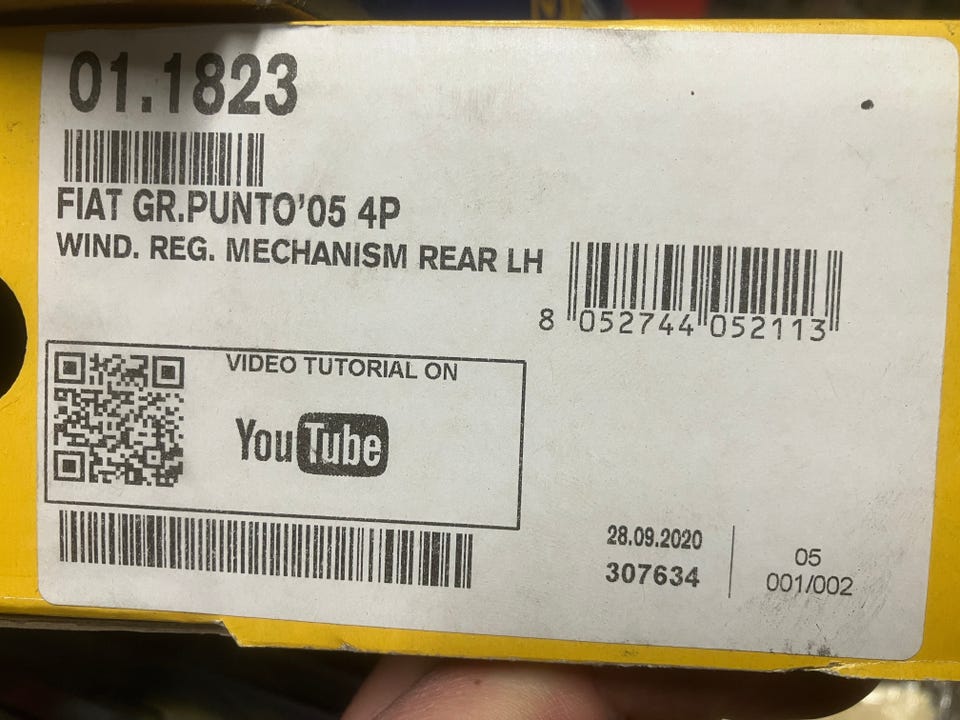 01.1823
FIAT GR.PUNTO'05 4P
WIND. REG. MECHANISM REAR LH
8 052744 052113
VIDEO TUTORIAL ON
YouTube
28.09.2020
307634
05
001/002